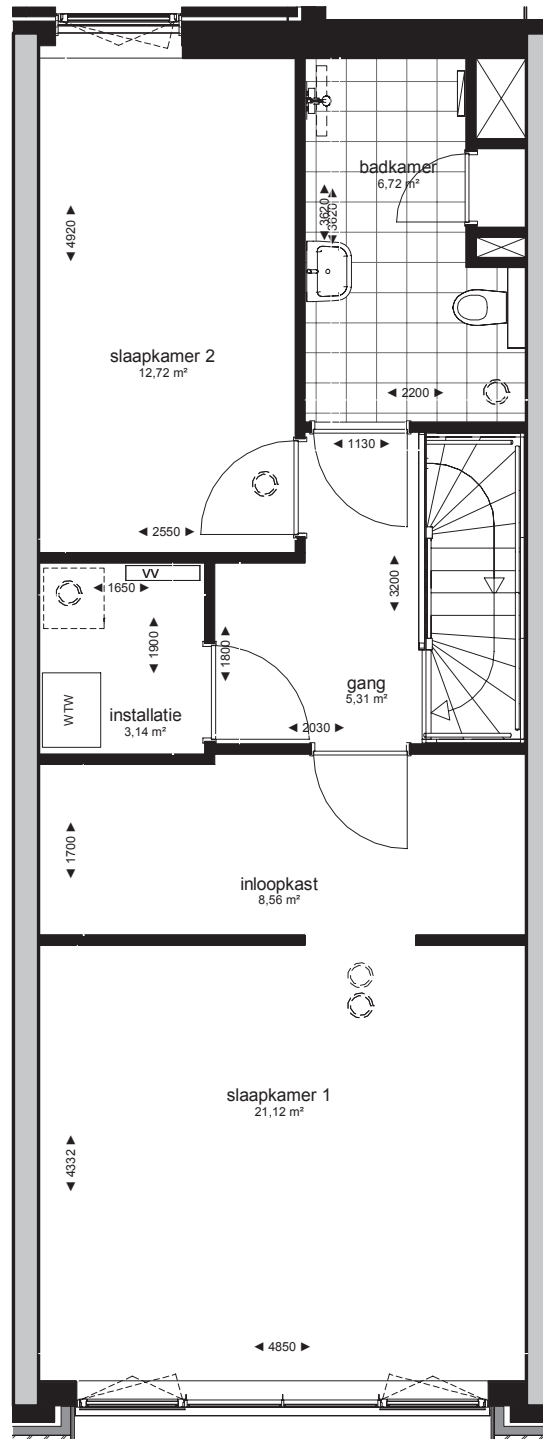 badkamer
6,72 m²
3620
3620
4920
slaapkamer 2
12,72 m²
2200
1130
2550
VV
1650
3200
1900
1800
gang
5,31 m²
WTW
installatie
3,14 m²
2030
1700
inloopkast
8,56 m²
slaapkamer 1
21,12 m²
4332
4850